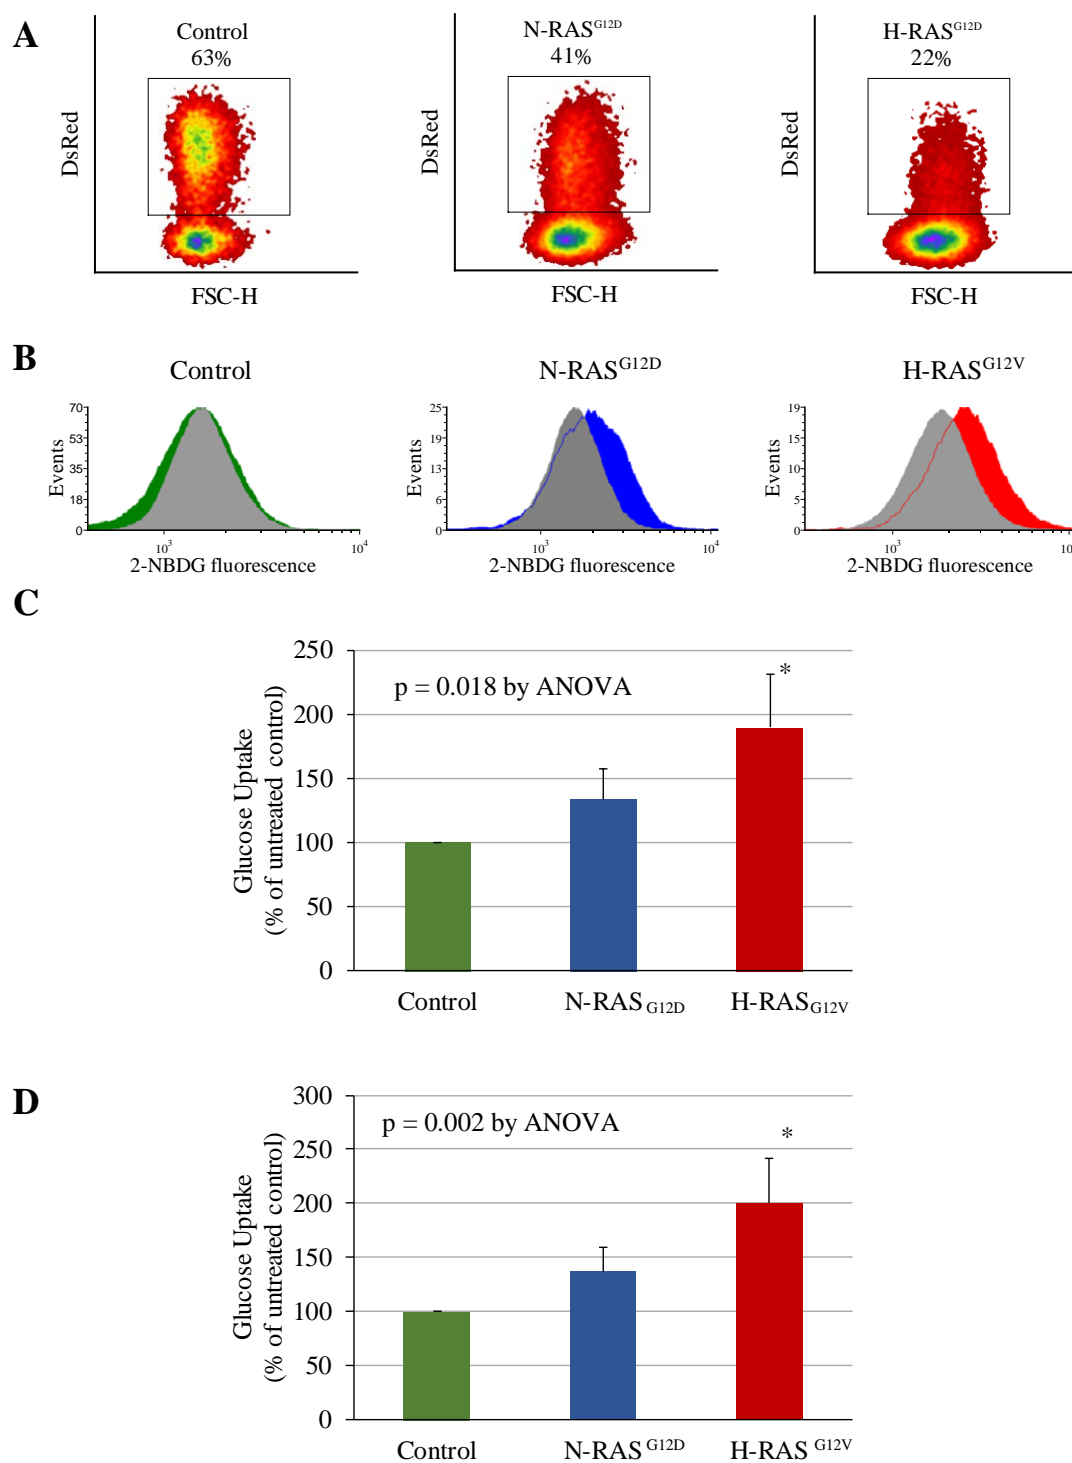 A
Control
63%
DsRed
FSC-H
N-RAS^G12D
41%
DsRed
FSC-H
H-RAS^G12D
22%
DsRed
FSC-H
B
Control
70
53
35
18
0
Events
10^3
10^4
2-NBDG fluorescence
N-RAS^G12D
25
19
13
6
0
Events
10^3
10^4
2-NBDG fluorescence
H-RAS^G12V
19
15
10
5
0
Events
10^3
2-NBDG fluorescence
C
250
200
150
100
50
0
Glucose Uptake
(% of untreated control)
p = 0.018 by ANOVA
*
Control
N-RAS G12D
H-RAS G12V
D
300
250
200
150
100
50
0
Glucose Uptake
(% of untreated control)
p = 0.002 by ANOVA
*
Control
N-RAS G12D
H-RAS G12V